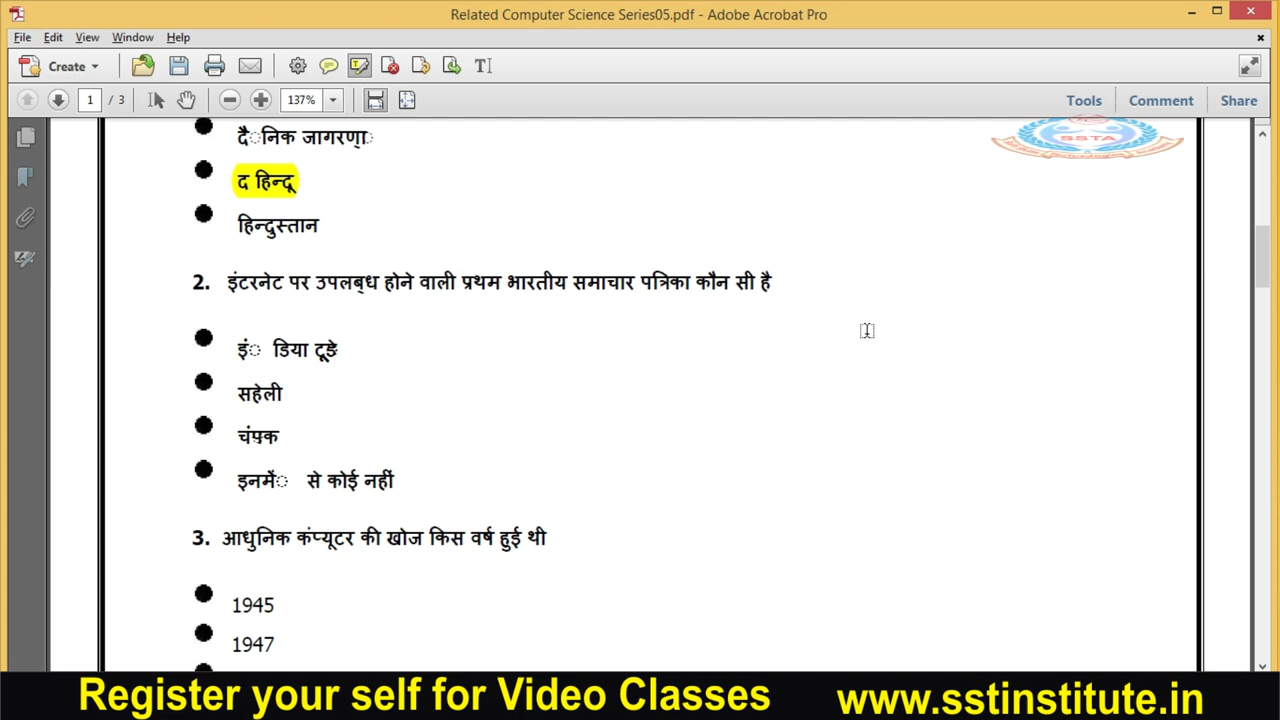 Related Computer Science Series05.pdf - Adobe Acrobat Pro
File Edit View Window Help
Create
1 / 3 137% Tools Comment Share
दैनिक जागरण
SSTA
द हिन्दू
हिन्दुस्तान
2. इंटरनेट पर उपलब्ध होने वाली प्रथम भारतीय समाचार पत्रिका कौन सी है
इं डिया टूडे
सहेली
चंपक
इनमें से कोई नहीं
3. आधुनिक कंप्यूटर की खोज किस वर्ष हुई थी
1945
1947
Register your self for Video Classes www.sstinstitute.in